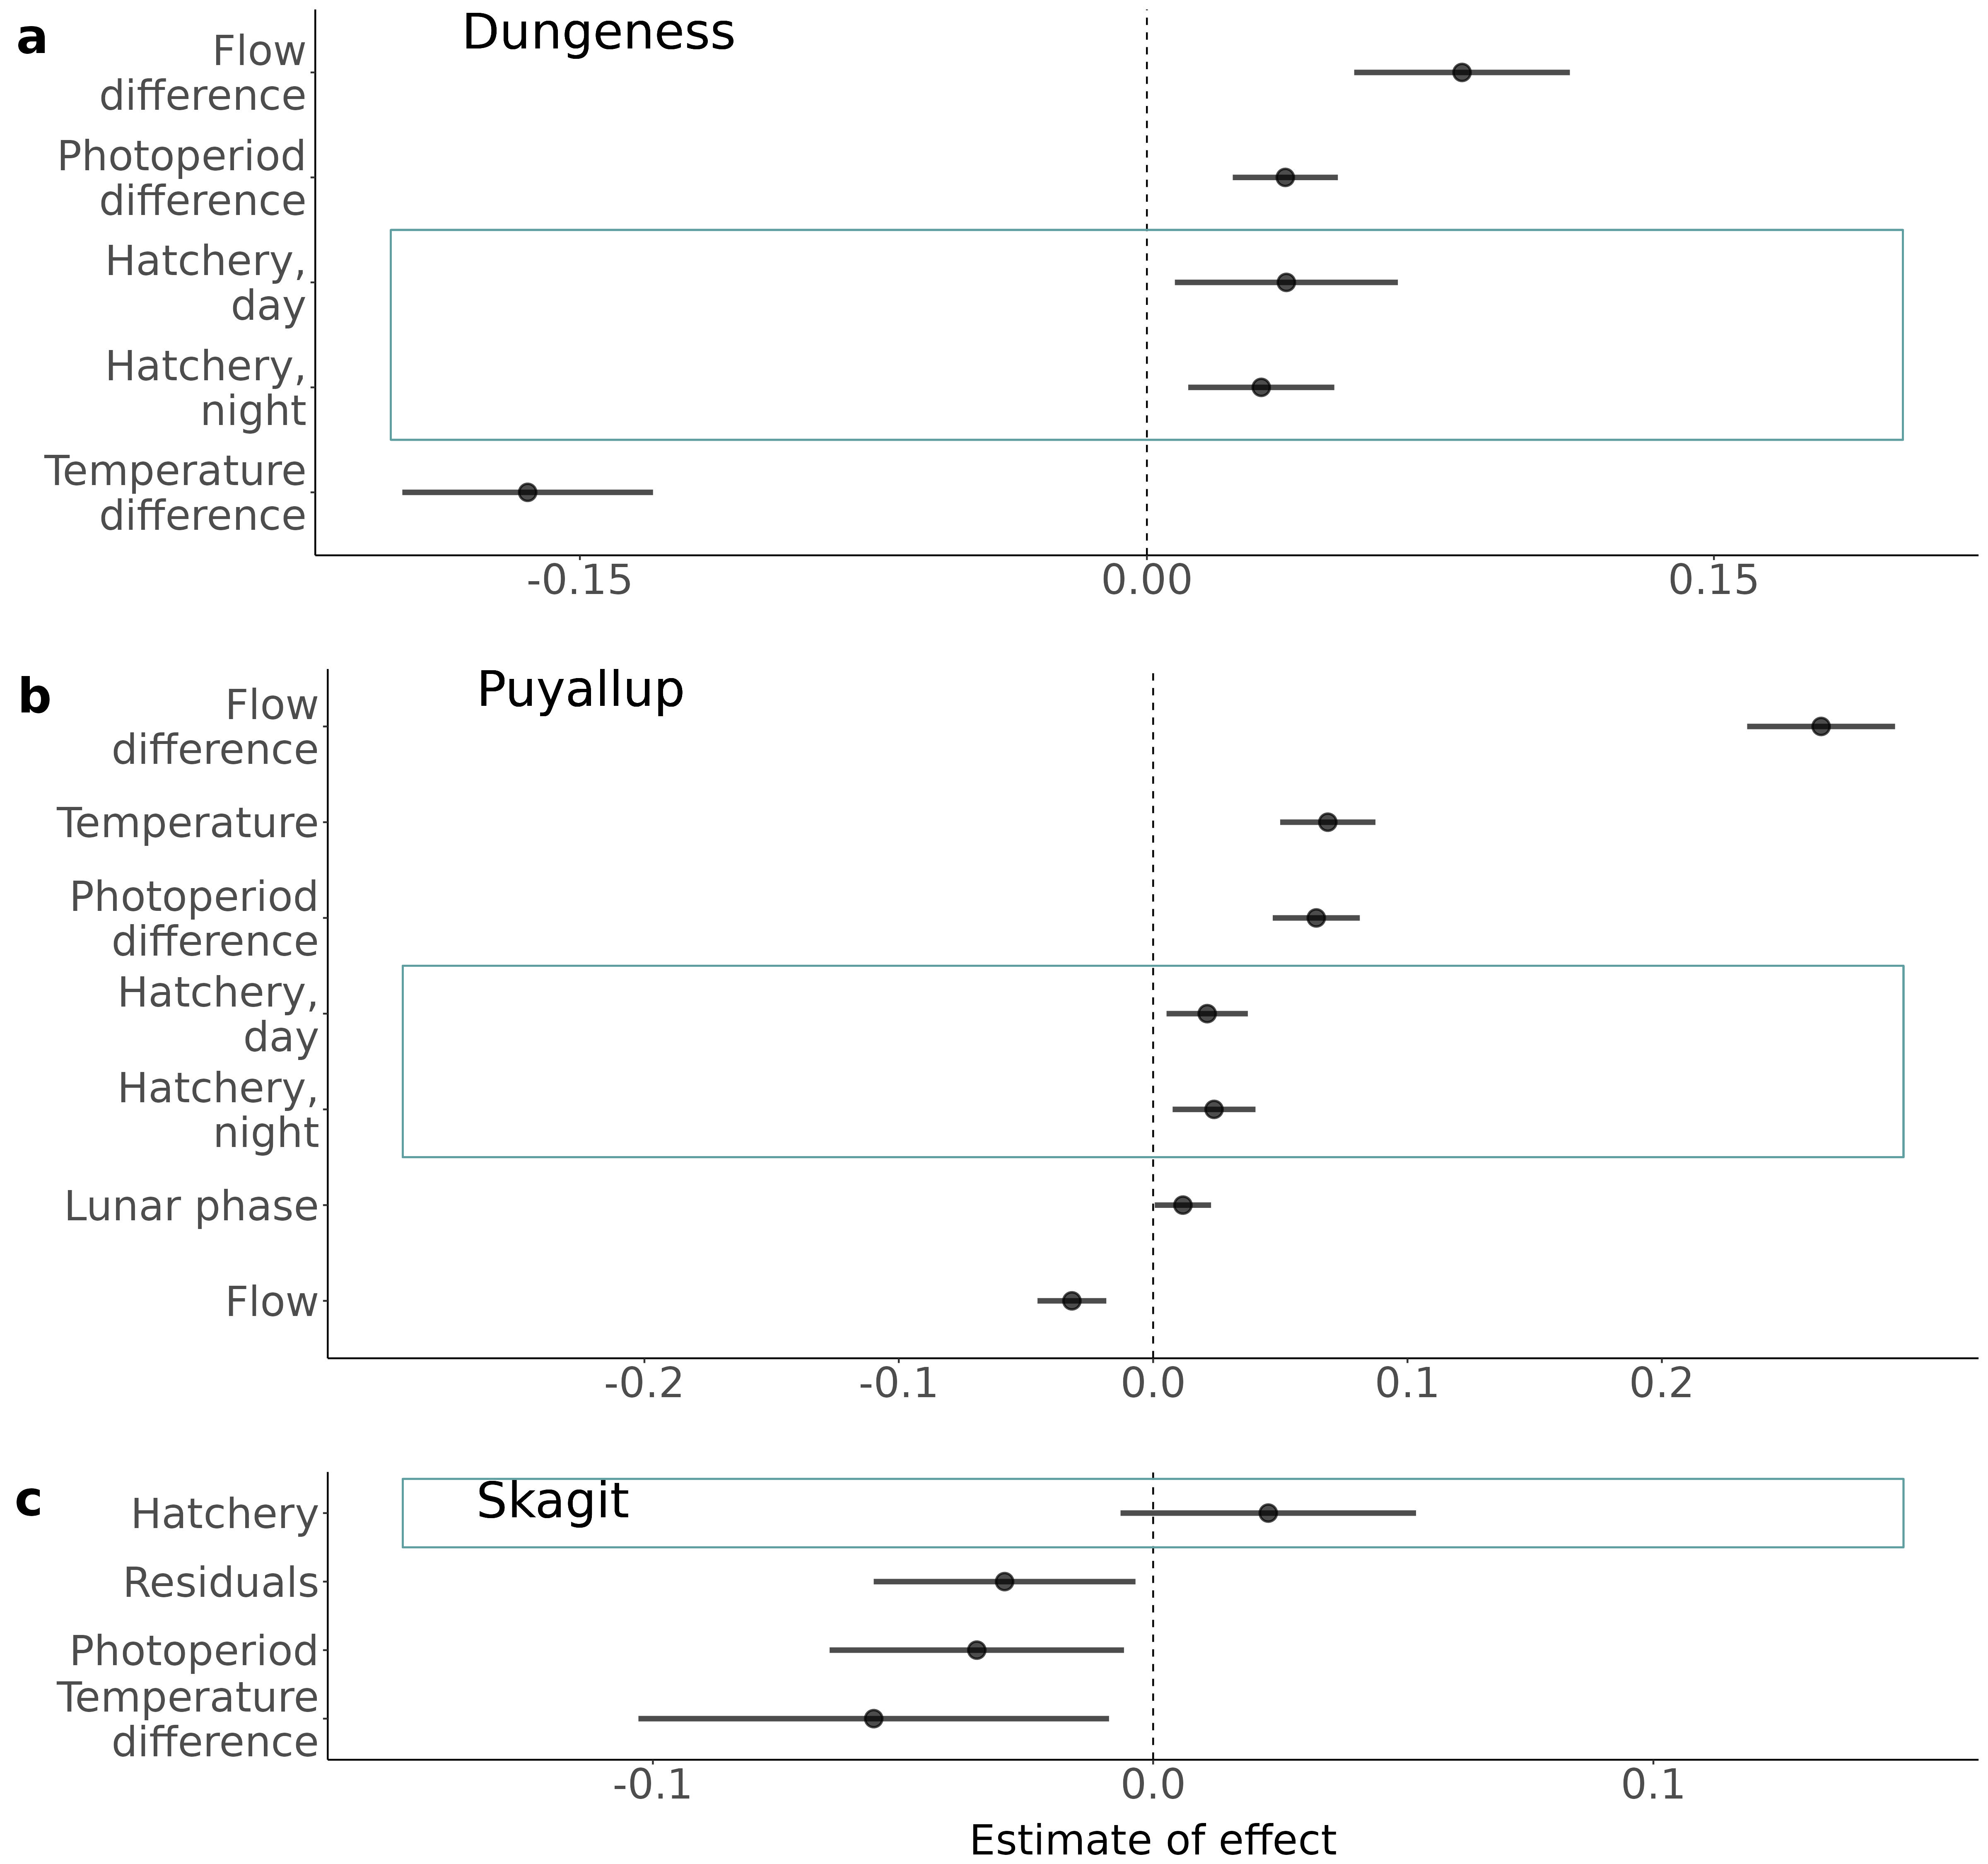 a
Dungeness
Flow
difference
Photoperiod
difference
Hatchery,
day
Hatchery,
night
Temperature
difference
-0.15 0.00 0.15
b
Puyallup
Flow
difference
Temperature
Photoperiod
difference
Hatchery,
day
Hatchery,
night
Lunar phase
Flow
-0.2 -0.1 0.0 0.1 0.2
c
Skagit
Hatchery
Residuals
Photoperiod
Temperature
difference
-0.1 0.0 0.1
Estimate of effect